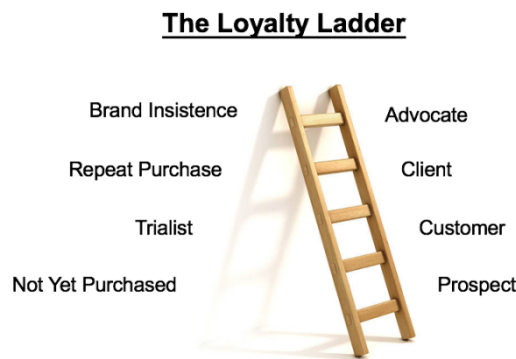 The Loyalty Ladder
Brand Insistence
Advocate
Repeat Purchase
Client
Trialist
Customer
Not Yet Purchased
Prospect